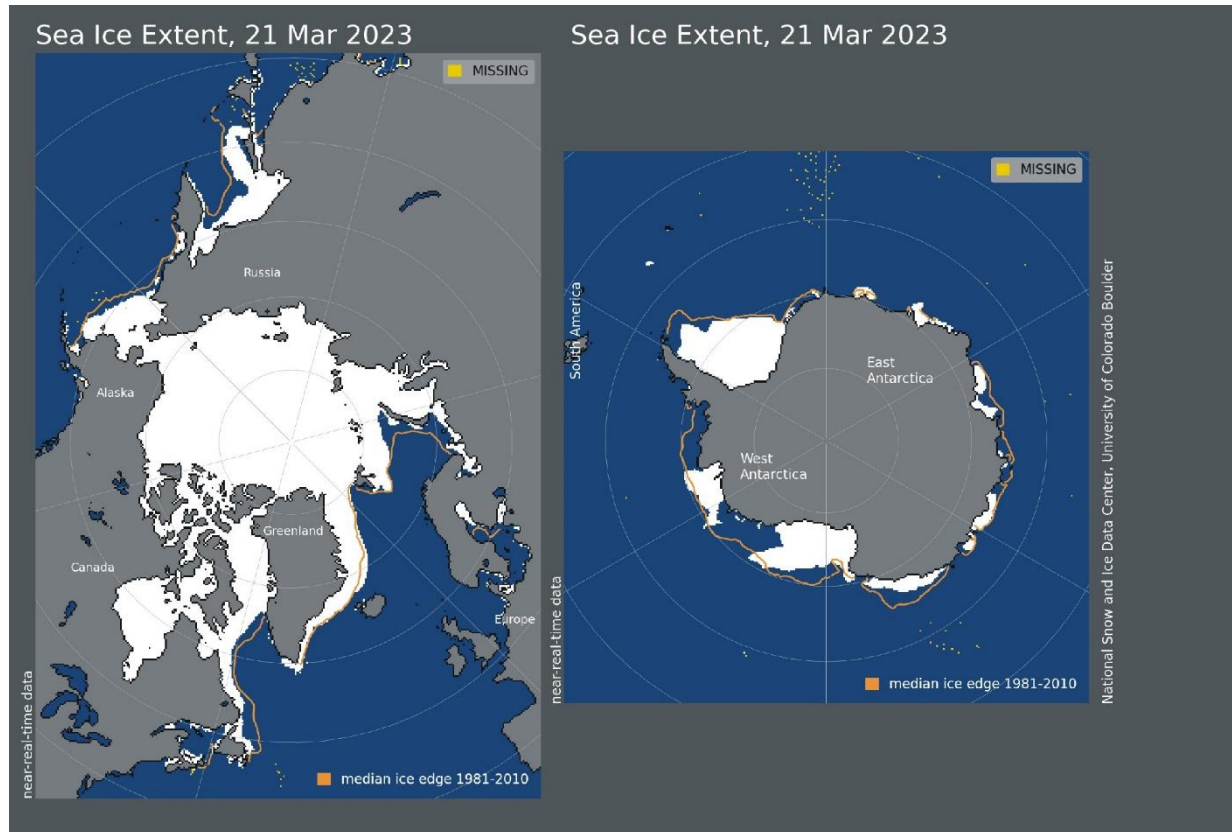 Sea Ice Extent, 21 Mar 2023
MISSING
Russia
Alaska
Greenland
Canada
Europe
near-real-time data
median ice edge 1981-2010
Sea Ice Extent, 21 Mar 2023
MISSING
South America
East
Antarctica
West
Antarctica
near-real-time data
median ice edge 1981-2010
National Snow and Ice Data Center, University of Colorado Boulder